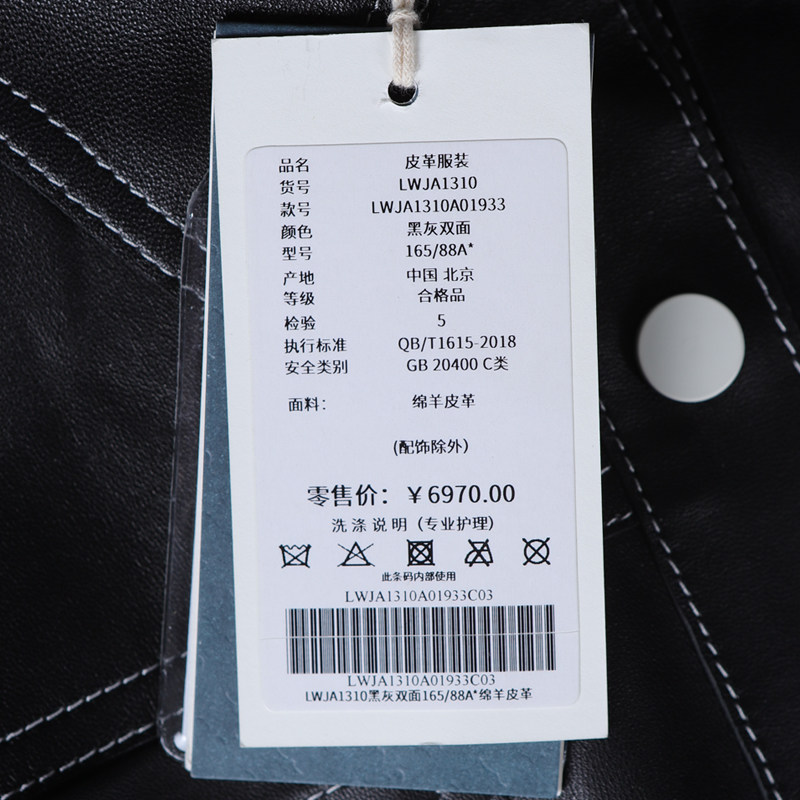 品名 皮革服装
货号 LWJA1310
款号 LWJA1310A01933
颜色 黑灰双面
型号 165/88A*
产地 中国 北京
等级 合格品
检验 5
执行标准 QB/T1615-2018
安全类别 GB 20400 C类
面料： 绵羊皮革
(配饰除外)
零售价：￥6970.00
洗涤说明（专业护理）
此条码内部使用
LWJA1310A01933C03
LWJA1310A01933C03
LWJA1310黑灰双面165/88A*绵羊皮革